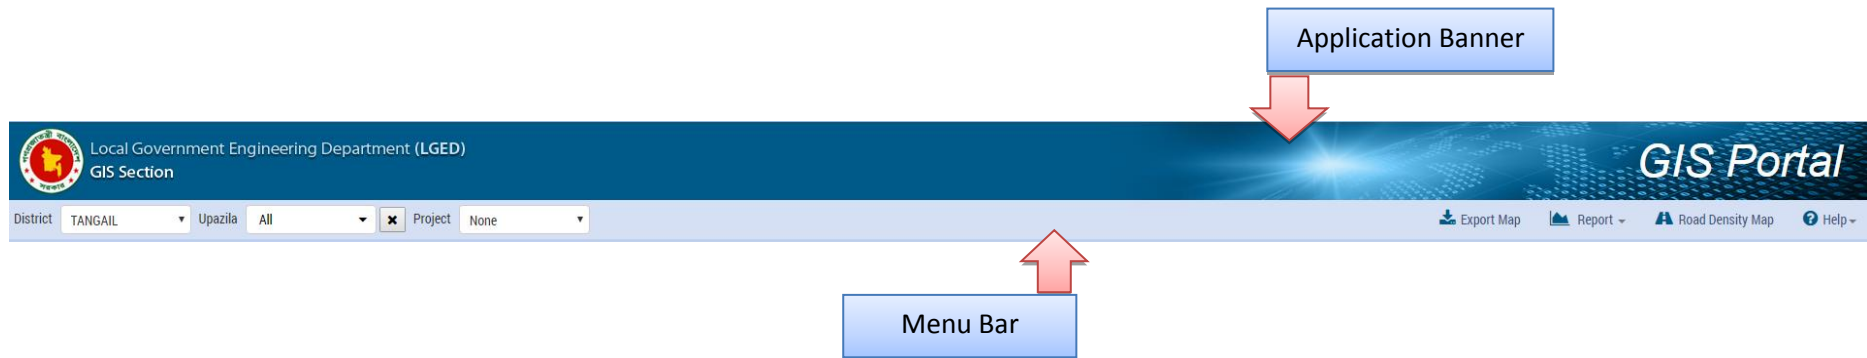 Application Banner
Local Government Engineering Department (LGED)
GIS Section
GIS Portal
District TANGAIL Upazila All Project None Export Map Report Road Density Map Help
Menu Bar